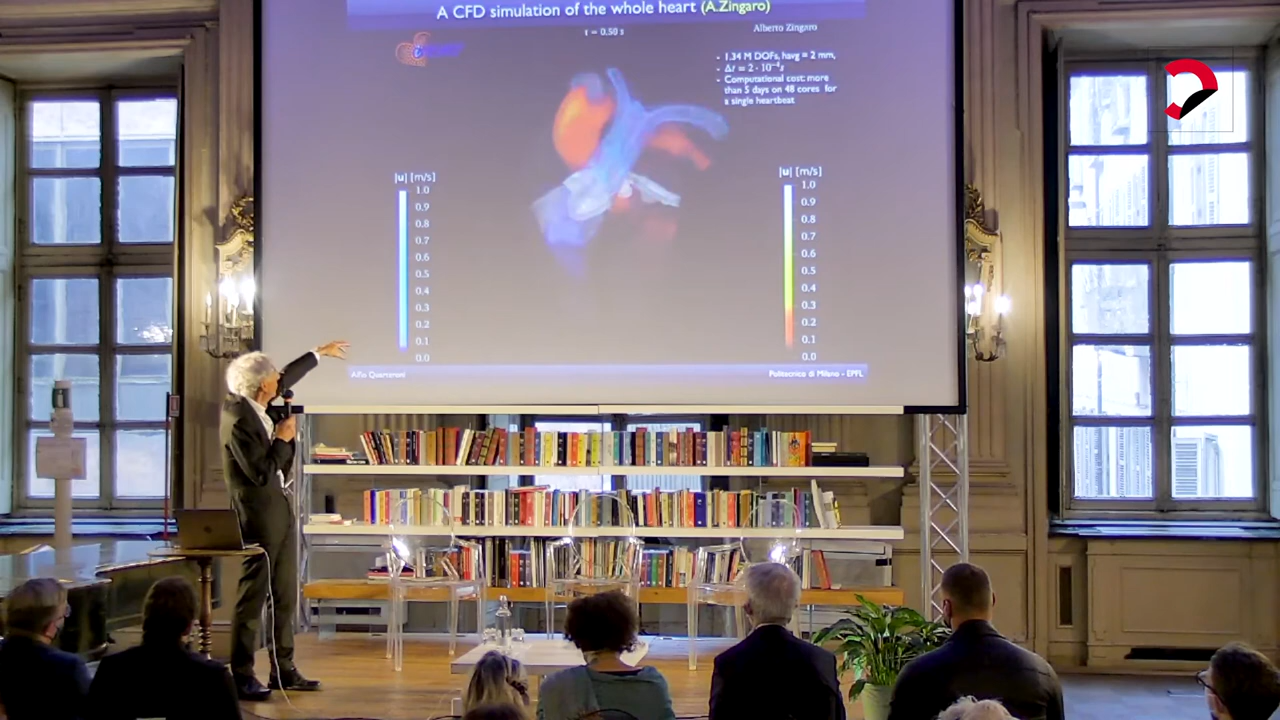 A CFD simulation of the whole heart (A.Zingaro)
t = 0.50 s
Alberto Zingaro
- 1.34 M DOFs, havg = 2 mm,
- Δt = 2 · 10⁻⁴s
- Computational cost: more
than 5 days on 48 cores for
a single heartbeat
|u| [m/s]
1.0
0.9
0.8
0.7
0.6
0.5
0.4
0.3
0.2
0.1
0.0
|u| [m/s]
1.0
0.9
0.8
0.7
0.6
0.5
0.4
0.3
0.2
0.1
0.0
Alfio Quarteroni
Politecnico di Milano - EPFL